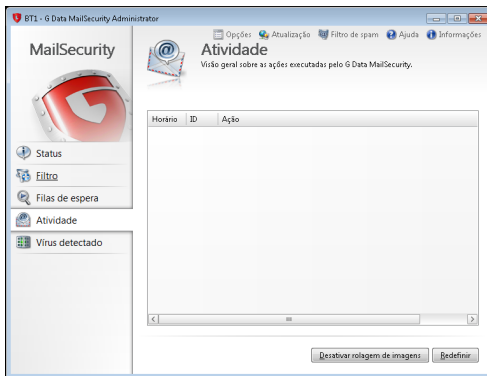 BT1 - G Data MailSecurity Administrator
MailSecurity
Opções Atualização Filtro de spam Ajuda Informações
Atividade
Visão geral sobre as ações executadas pelo G Data MailSecurity.
Horário ID Ação
Status
Filtro
Filas de espera
Atividade
Vírus detectado
Desativar rolagem de imagens Redefinir